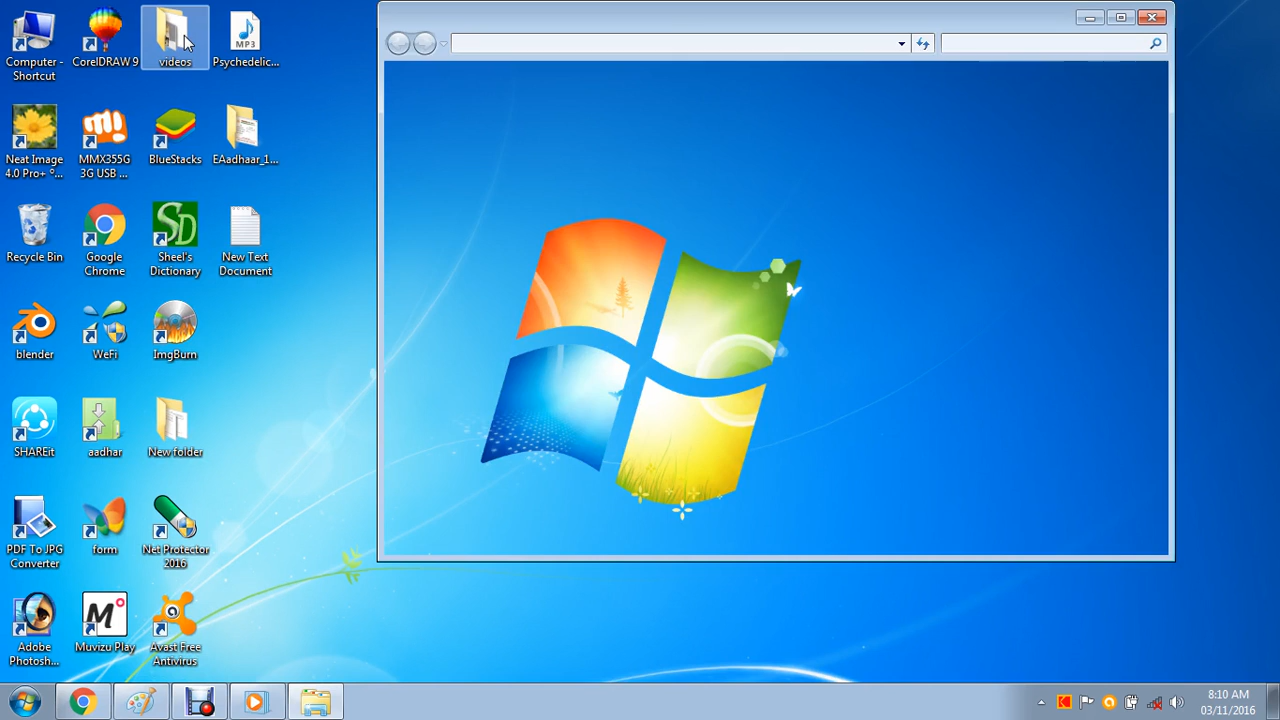 Computer -
Shortcut
CorelDRAW 9
videos
MP3
Psychedelic...
Neat Image
4.0 Pro+ °...
MMX355G
3G USB ...
BlueStacks
EAadhaar_1...
Recycle Bin
Google
Chrome
SD
Sheel's
Dictionary
New Text
Document
blender
WeFi
ImgBurn
SHAREit
aadhar
New folder
PDF To JPG
Converter
form
Net Protector
2016
Adobe
Photosh...
M
Muvizu Play
Avast Free
Antivirus
8:10 AM
03/11/2016